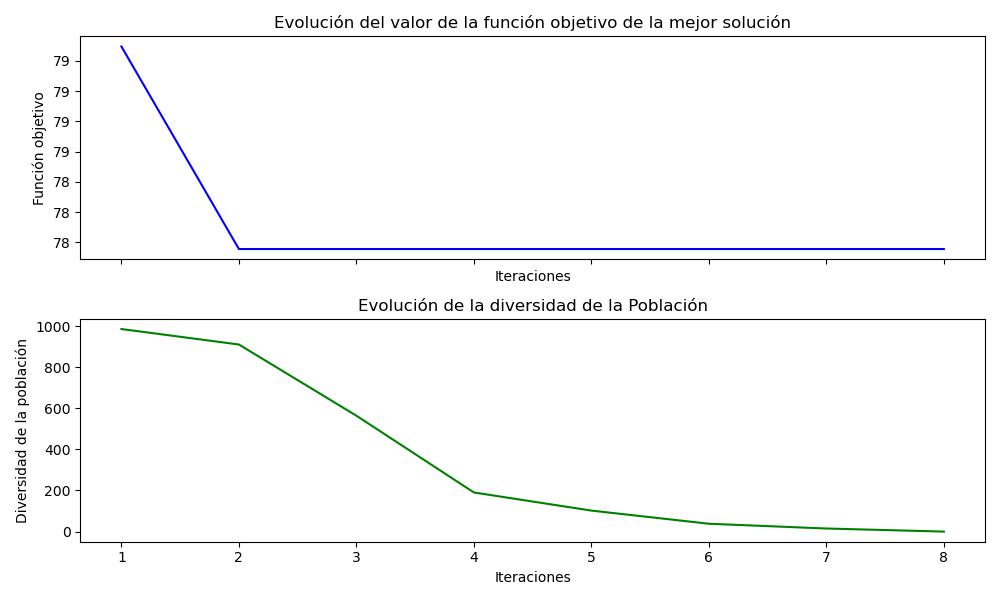 Evolución del valor de la función objetivo de la mejor solución
79
79
79
79
78
78
78
Función objetivo
Iteraciones
Evolución de la diversidad de la Población
1000
800
600
400
200
0
Diversidad de la población
1 2 3 4 5 6 7 8
Iteraciones